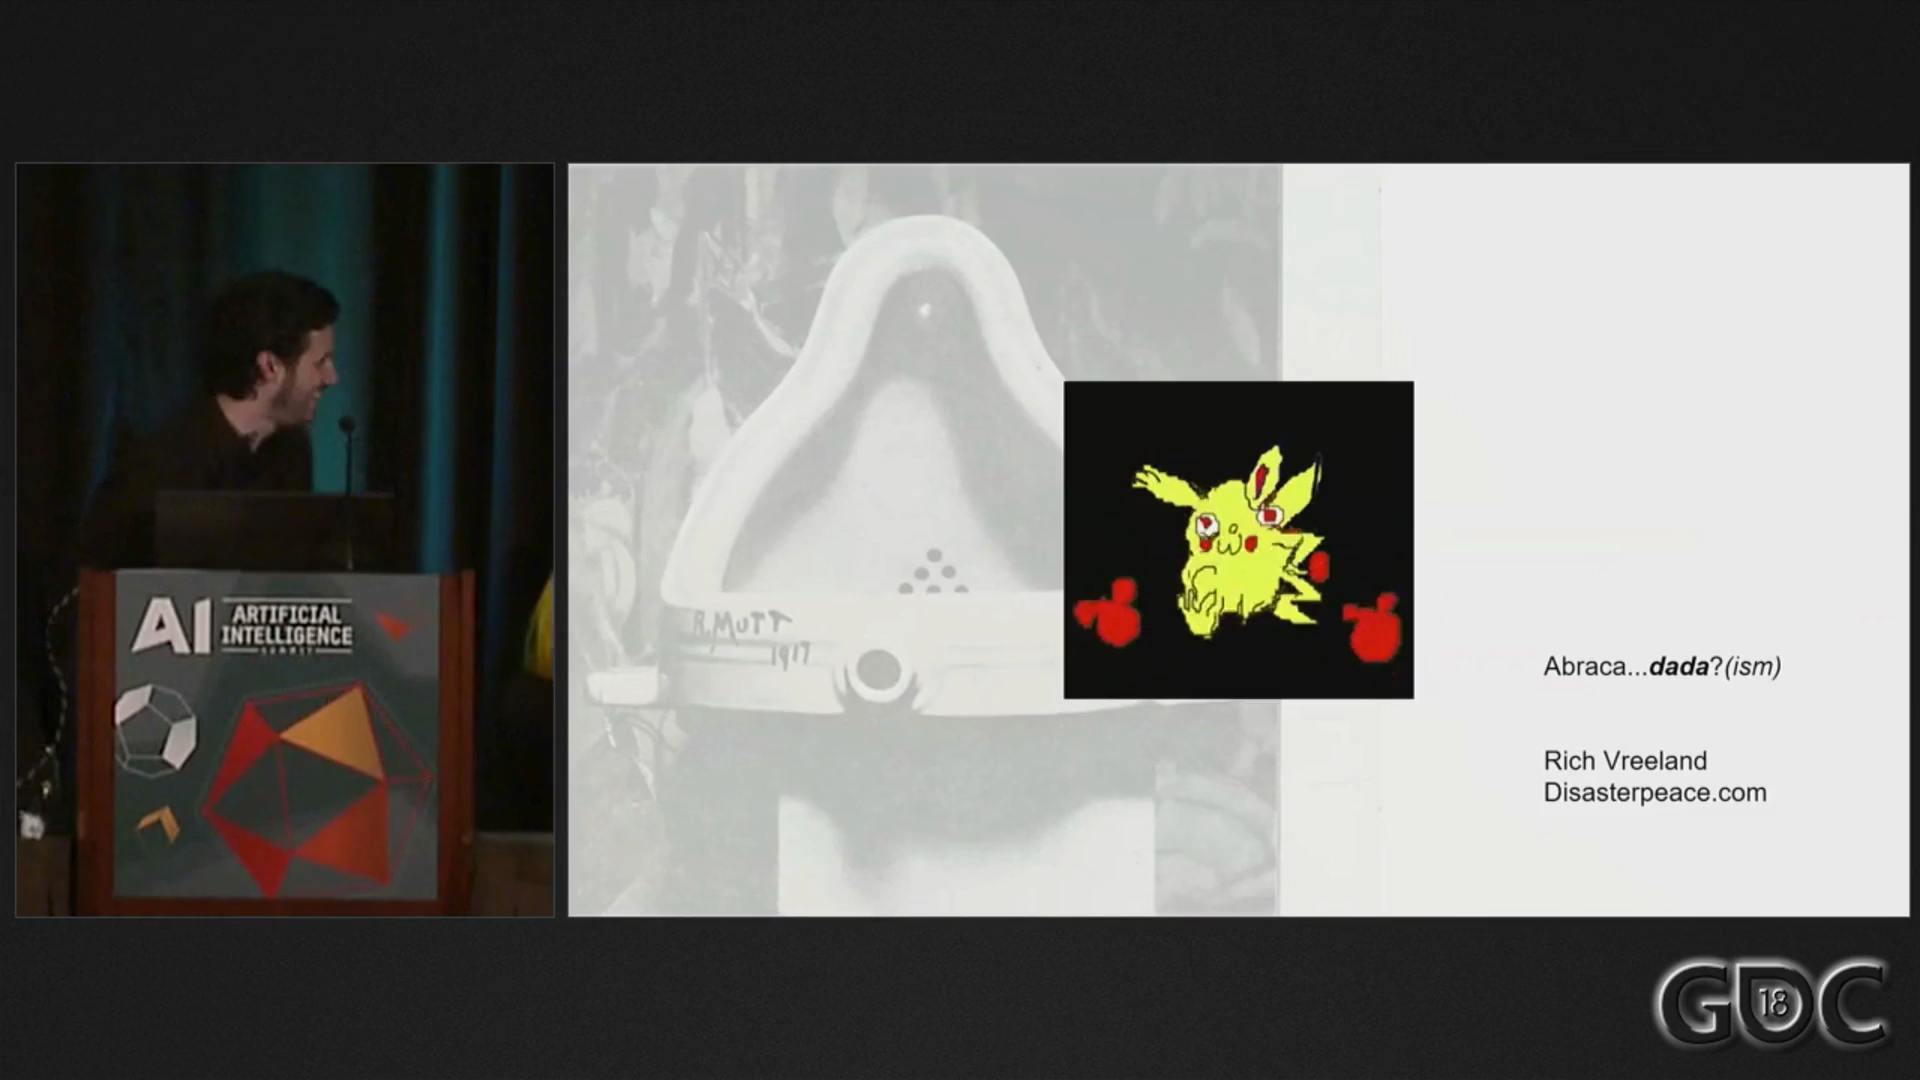 AI
ARTIFICIAL
INTELLIGENCE
SUMMIT
R. MUTT
1917
Abraca...dada?(ism)
Rich Vreeland
Disasterpeace.com
GDC
18